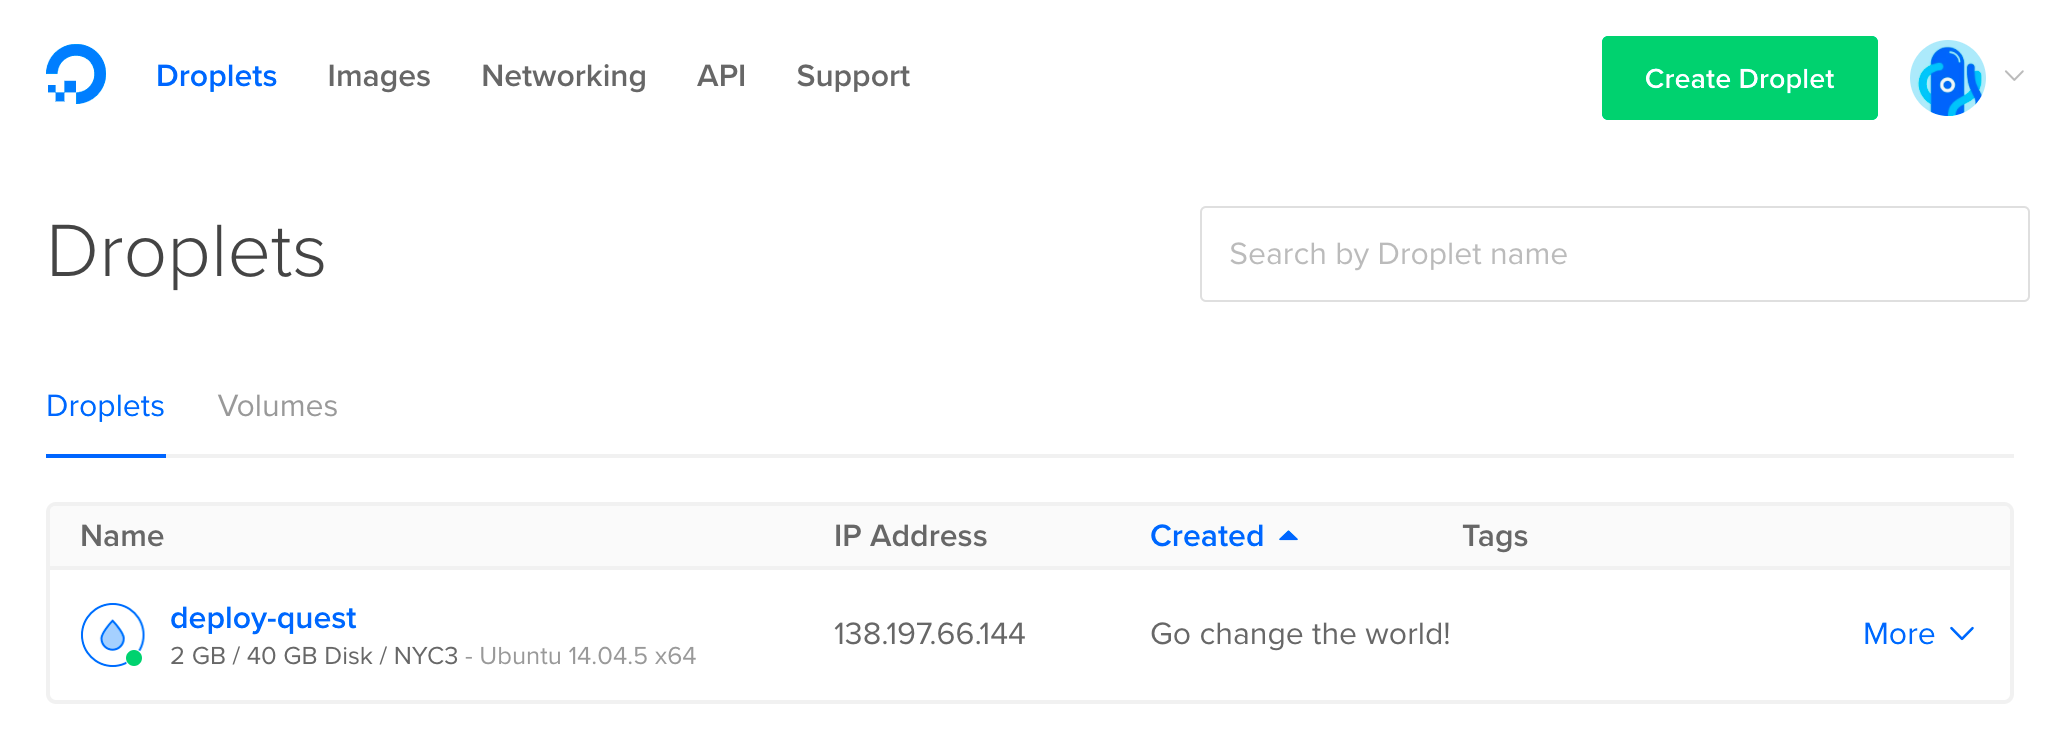 Droplets Images Networking API Support Create Droplet
Droplets
Search by Droplet name
Droplets Volumes
Name IP Address Created Tags
deploy-quest
2 GB / 40 GB Disk / NYC3 - Ubuntu 14.04.5 x64
138.197.66.144
Go change the world!
More